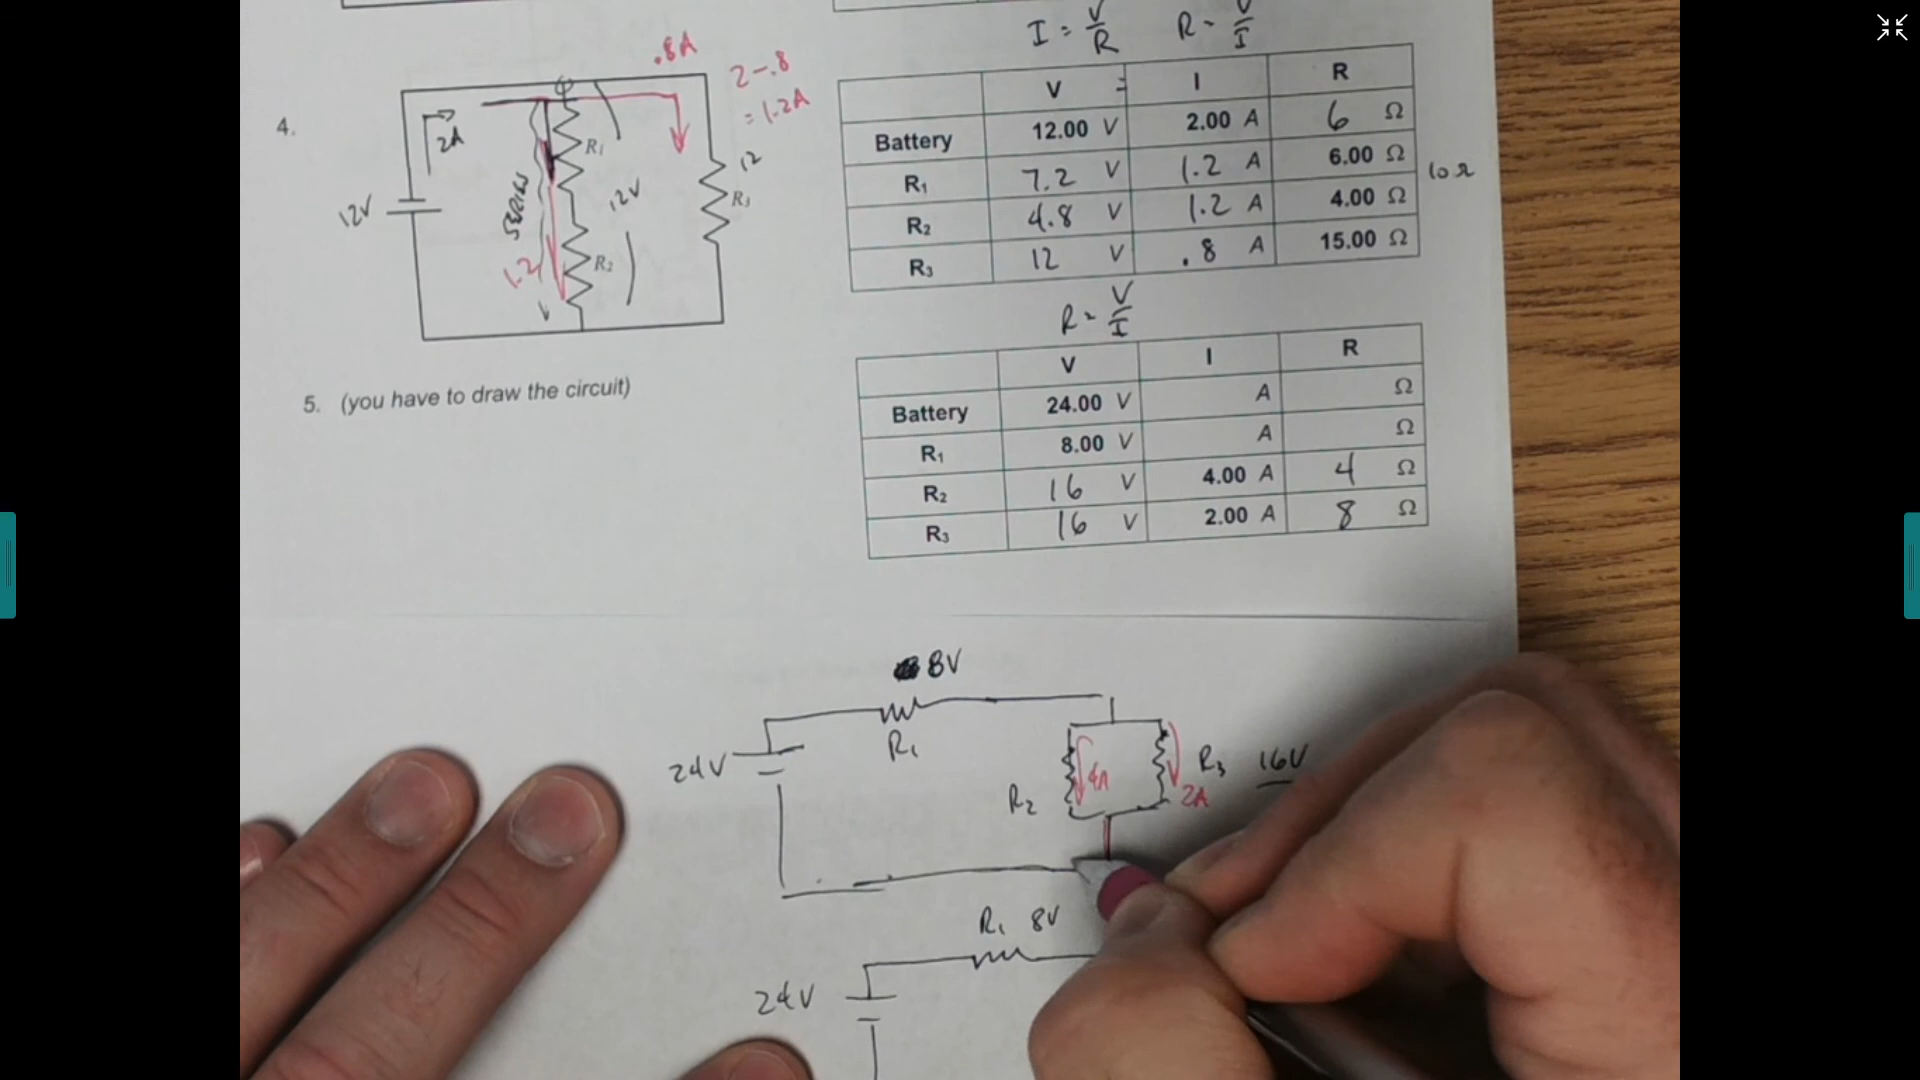 I = V/R R = V/I
.8A
2-.8
= 1.2A
4.
2A
12V
SERIES
1.2
R₁
R₂
12V
12
R₃
V = I R
Battery 12.00 V 2.00 A 6 Ω
R₁ 7.2 V 1.2 A 6.00 Ω
10Ω
R₂ 4.8 V 1.2 A 4.00 Ω
R₃ 12 V .8 A 15.00 Ω
R = V/I
5. (you have to draw the circuit)
V I R
Battery 24.00 V A Ω
R₁ 8.00 V A Ω
R₂ 16 V 4.00 A 4 Ω
R₃ 16 V 2.00 A 8 Ω
8V
R₁
24V
R₂
4A
R₃ 16V
2A
R₁ 8V
24V